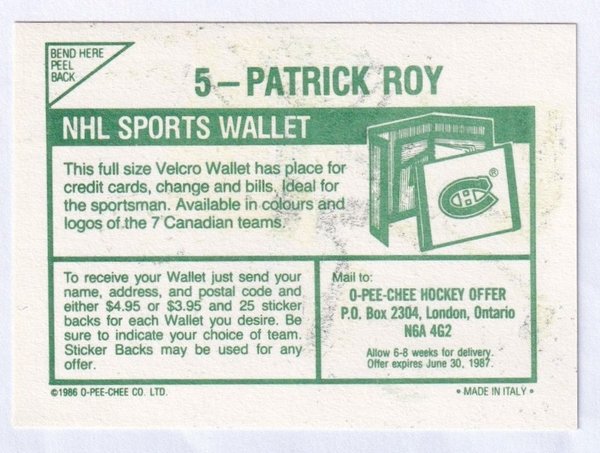 BEND HERE
PEEL
BACK
5–PATRICK ROY
NHL SPORTS WALLET
This full size Velcro Wallet has place for
credit cards, change and bills. Ideal for
the sportsman. Available in colours and
logos of the 7 Canadian teams.
®
To receive your Wallet just send your
name, address, and postal code and
either $4.95 or $3.95 and 25 sticker
backs for each Wallet you desire. Be
sure to indicate your choice of team.
Sticker Backs may be used for any
offer.
Mail to:
O-PEE-CHEE HOCKEY OFFER
P.O. Box 2304, London, Ontario
N6A 4G2
Allow 6-8 weeks for delivery.
Offer expires June 30, 1987.
©1986 O-PEE-CHEE CO. LTD.
• MADE IN ITALY •